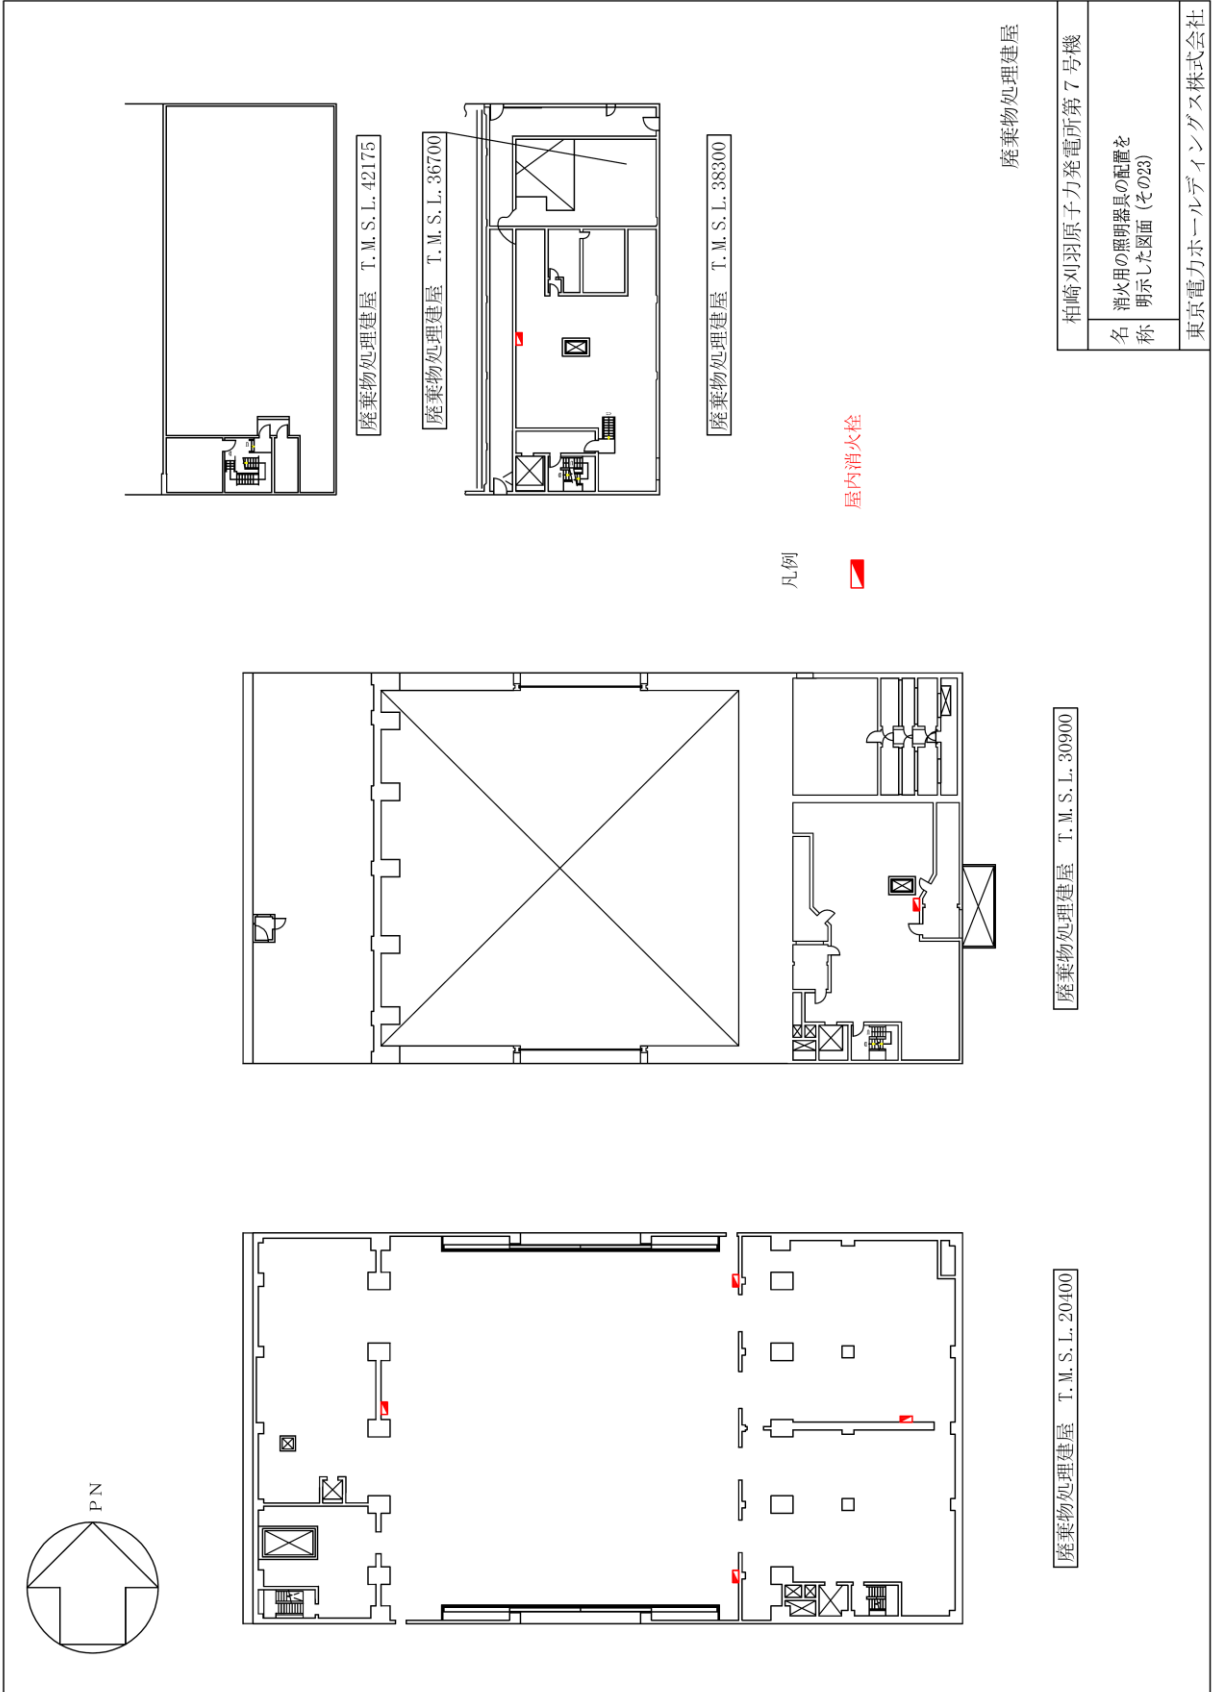 PN
廃棄物処理建屋 T.M.S.L.20400
廃棄物処理建屋 T.M.S.L.30900
廃棄物処理建屋 T.M.S.L.42175
廃棄物処理建屋 T.M.S.L.36700
廃棄物処理建屋 T.M.S.L.38300
凡例
屋内消火栓
廃棄物処理建屋
柏崎刈羽原子力発電所第7号機
名称
消火用の照明器具の配置を
明示した図面 (その23)
東京電力ホールディングス株式会社